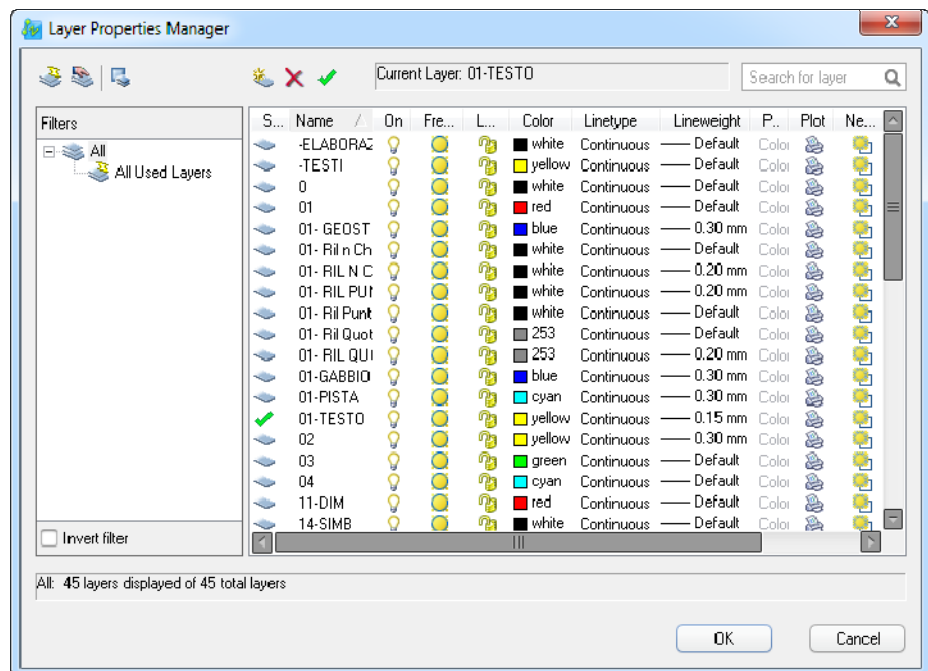 Layer Properties Manager
Current Layer: 01-TESTO
Search for layer
Filters
All
All Used Layers
Invert filter
S... Name On Fre... L... Color Linetype Lineweight P... Plot Ne...
-ELABORAZ white Continuous Default Color
-TESTI yellow Continuous Default Color
0 white Continuous Default Color
01 red Continuous Default Color
01- GEOST blue Continuous 0.30 mm Color
01- Ril n Ch white Continuous Default Color
01- RIL N C white Continuous 0.20 mm Color
01- RIL PUN white Continuous 0.20 mm Color
01- Ril Punt white Continuous Default Color
01- Ril Quot 253 Continuous Default Color
01- RIL QUO 253 Continuous 0.20 mm Color
01-GABBIO blue Continuous 0.30 mm Color
01-PISTA cyan Continuous 0.30 mm Color
01-TESTO yellow Continuous 0.15 mm Color
02 yellow Continuous 0.30 mm Color
03 green Continuous Default Color
04 cyan Continuous Default Color
11-DIM red Continuous Default Color
14-SIMB white Continuous Default Color
All: 45 layers displayed of 45 total layers
OK Cancel